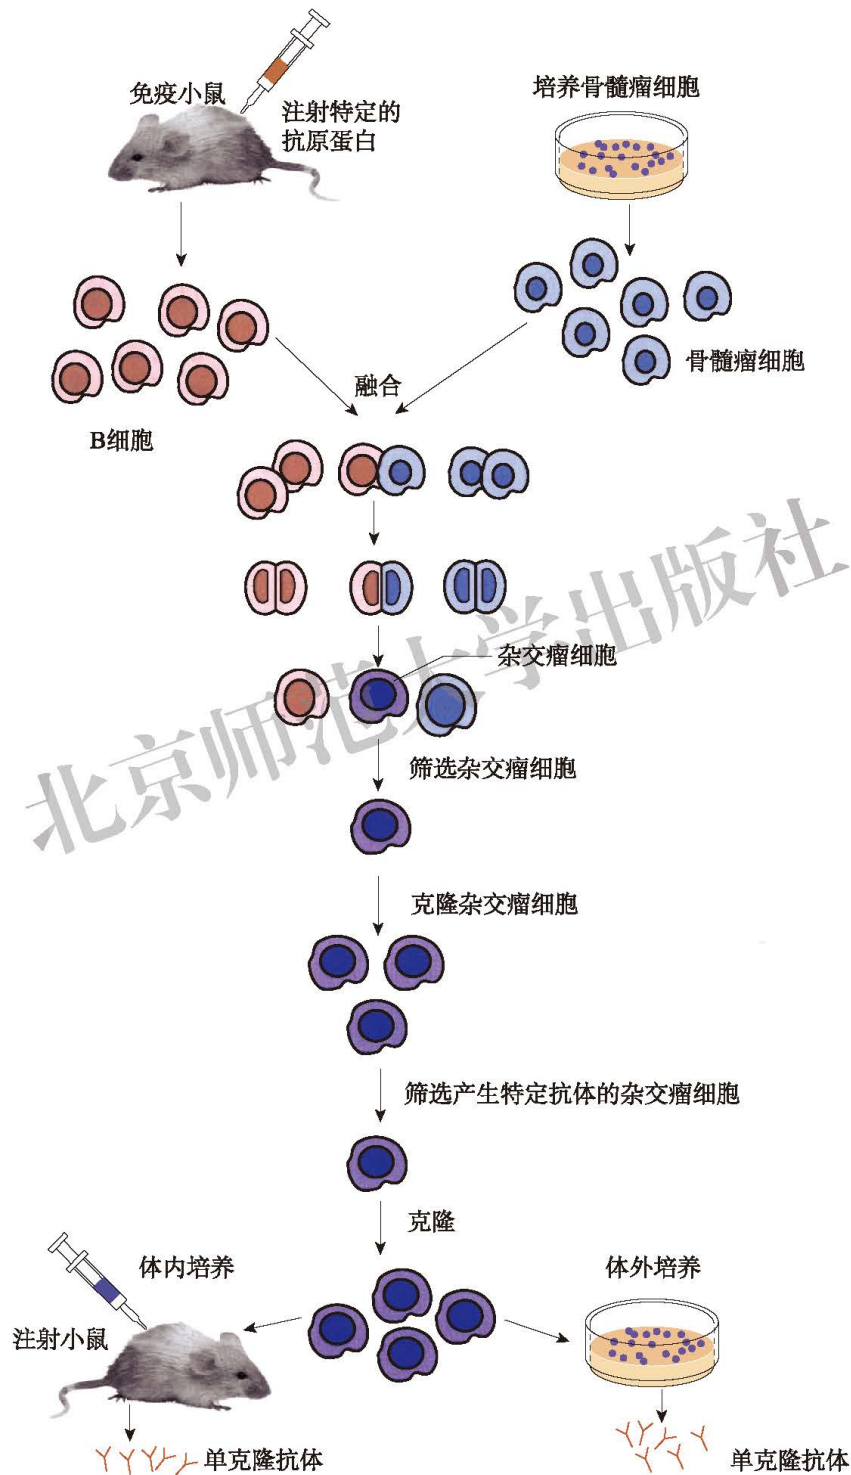 免疫小鼠
注射特定的
抗原蛋白
培养骨髓瘤细胞
骨髓瘤细胞
B细胞
融合
杂交瘤细胞
筛选杂交瘤细胞
克隆杂交瘤细胞
筛选产生特定抗体的杂交瘤细胞
克隆
体内培养
体外培养
注射小鼠
单克隆抗体
单克隆抗体
北京师范大学出版社